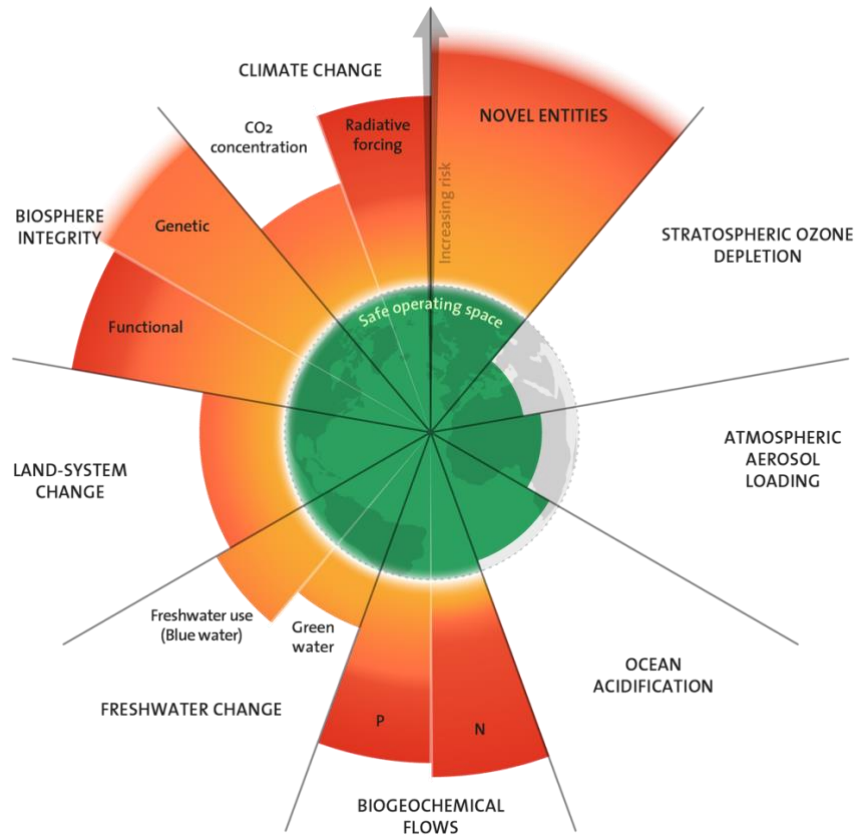 CLIMATE CHANGE
CO2
concentration
Radiative
forcing
NOVEL ENTITIES
Increasing risk
BIOSPHERE
INTEGRITY
Genetic
Functional
STRATOSPHERIC OZONE
DEPLETION
Safe operating space
LAND-SYSTEM
CHANGE
ATMOSPHERIC
AEROSOL
LOADING
Freshwater use
(Blue water)
Green
water
FRESHWATER CHANGE
OCEAN
ACIDIFICATION
P
N
BIOGEOCHEMICAL
FLOWS